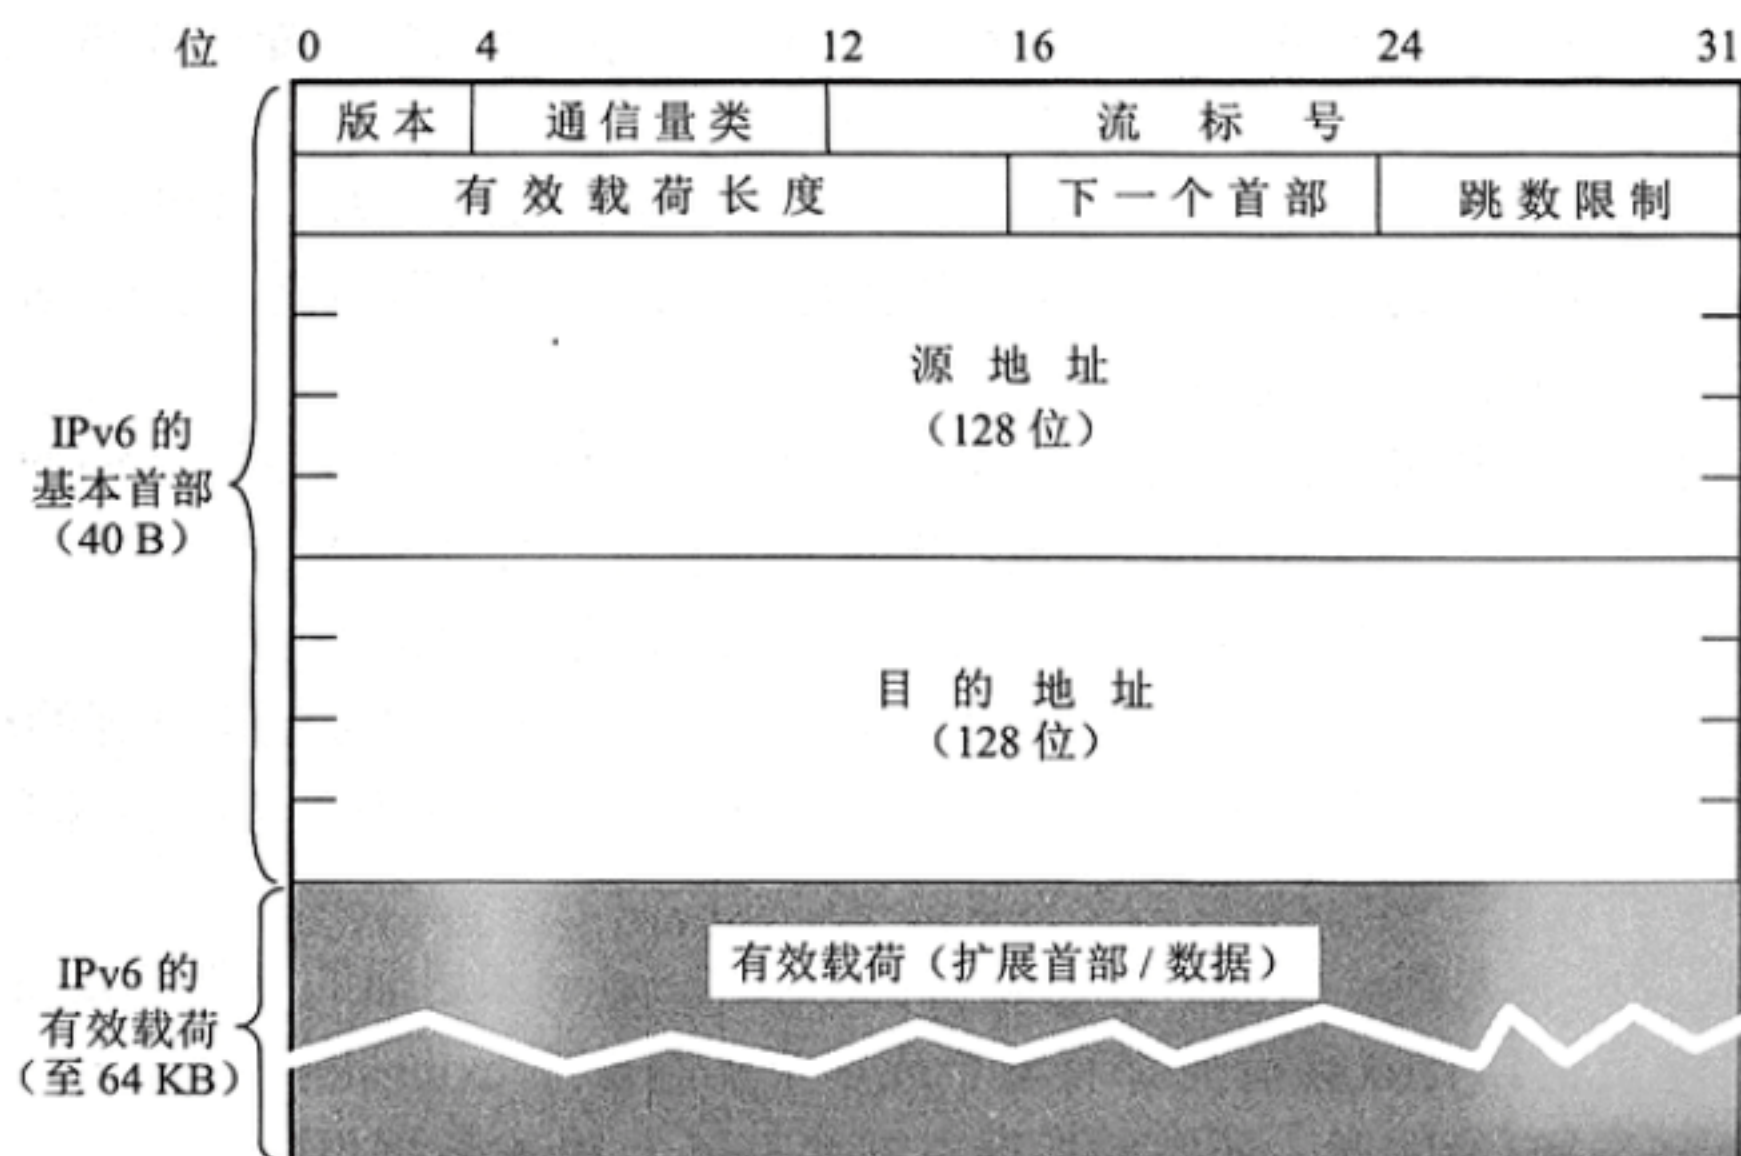 位 0 4 12 16 24 31
版本 通信量类 流标号
有效载荷长度 下一个首部 跳数限制
源地址
（128 位）
IPv6 的
基本首部
（40 B）
目的地址
（128 位）
有效载荷（扩展首部 / 数据）
IPv6 的
有效载荷
（至 64 KB）